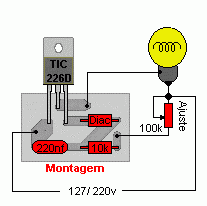 TIC
226D
Diac
Ajuste
100k
220nf
10k
Montagem
127/ 220v